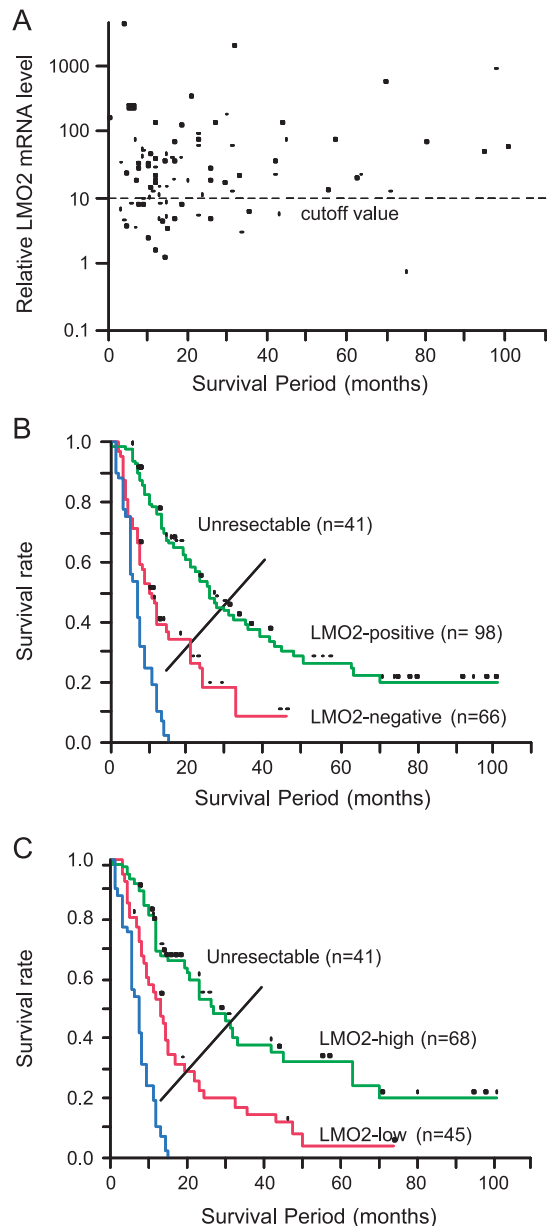 A
Relative LMO2 mRNA level
1000
100
10
1
0.1
cutoff value
0 20 40 60 80 100
Survival Period (months)
B
Survival rate
1.0
0.8
0.6
0.4
0.2
0.0
Unresectable (n=41)
LMO2-positive (n= 98)
LMO2-negative (n=66)
0 20 40 60 80 100
Survival Period (months)
C
Survival rate
1.0
0.8
0.6
0.4
0.2
0.0
Unresectable (n=41)
LMO2-high (n=68)
LMO2-low (n=45)
0 20 40 60 80 100
Survival Period (months)